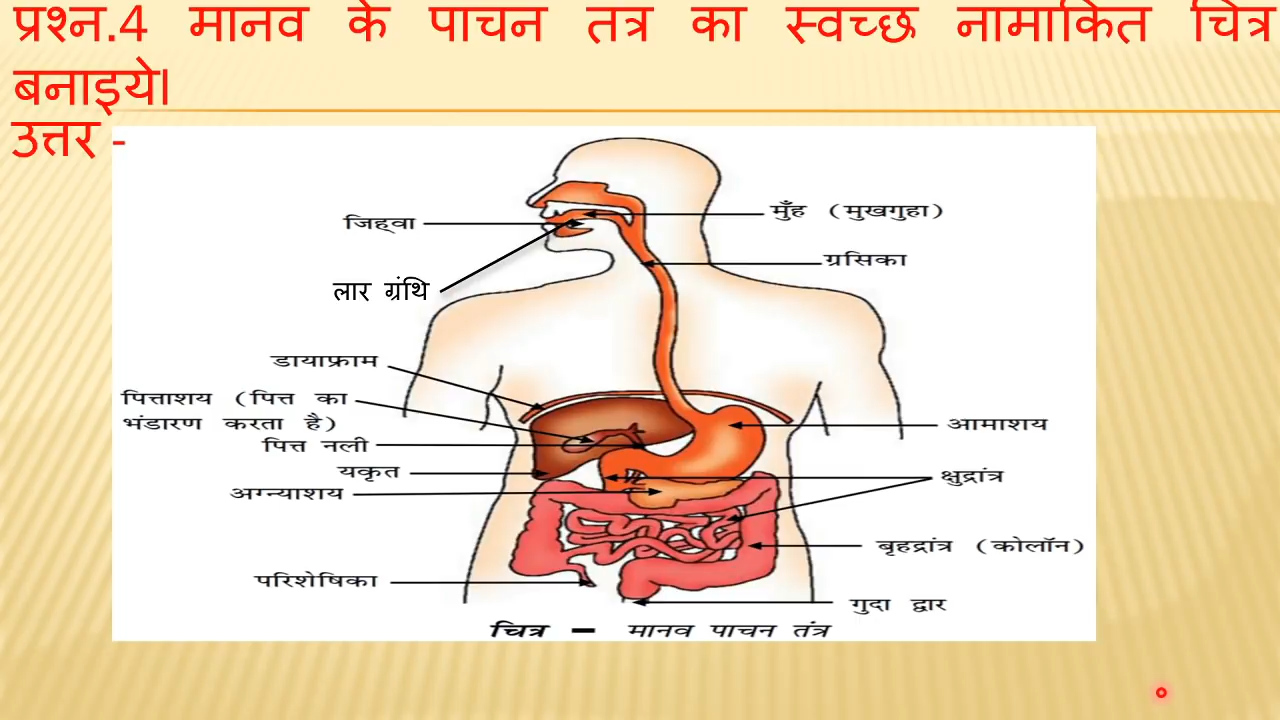 प्रश्न.4 मानव के पाचन तत्र का स्वच्छ नामाकित चित्र
बनाइये।
उत्तर -
जिह्वा
मुँह (मुखगुहा)
ग्रसिका
लार ग्रंथि
डायाफ्राम
पित्ताशय (पित्त का
भंडारण करता है)
पित्त नली
यकृत
अग्न्याशय
परिशेषिका
आमाशय
क्षुद्रांत्र
बृहद्रांत्र (कोलॉन)
गुदा द्वार
चित्र – मानव पाचन तंत्र